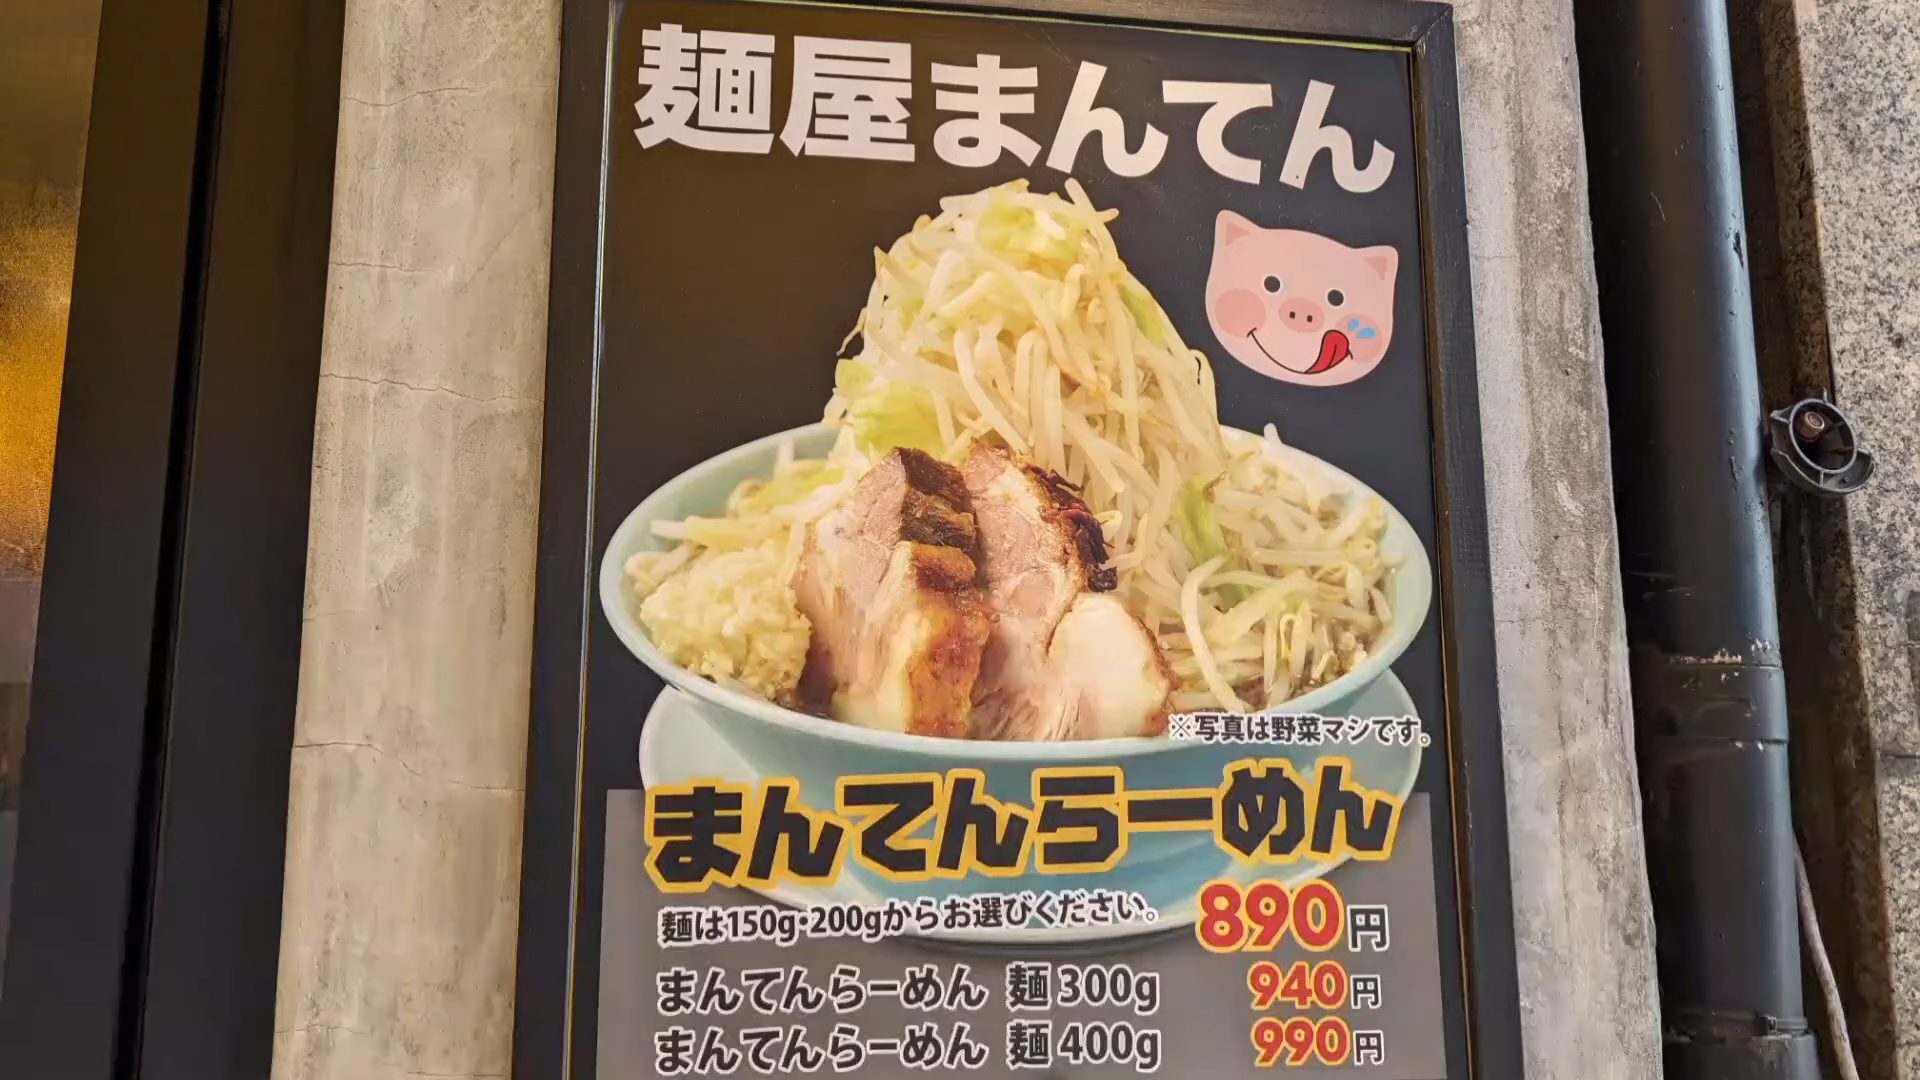 麺屋まんてん
※写真は野菜マシです。
まんてんらーめん
麺は150g・200gからお選びください。 890円
まんてんらーめん 麺300g 940円
まんてんらーめん 麺400g 990円